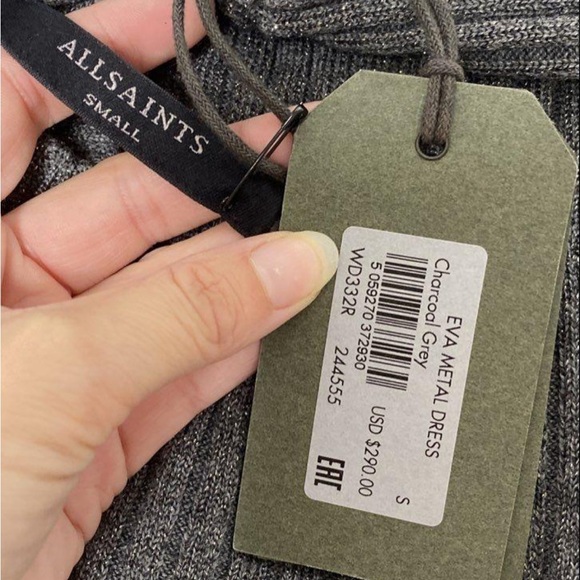 ALLSAINTS
SMALL
EVA METAL DRESS
Charcoal Grey S
5 059270 372930 USD $290.00
WD332R 244555 EAC